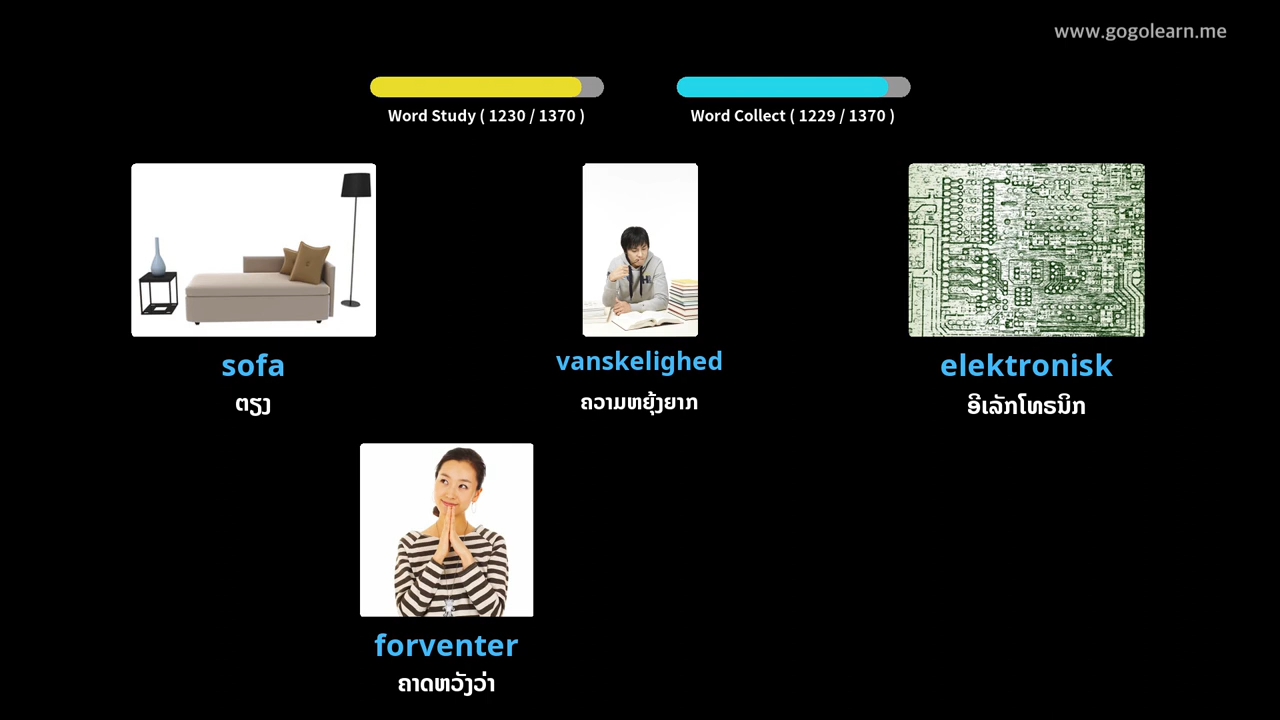 www.gogolearn.me
Word Study ( 1230 / 1370 )
Word Collect ( 1229 / 1370 )
sofa
ຕຽງ
vanskelighed
ຄວາມຫຍຸ້ງຍາກ
elektronisk
ອີເລັກໂທຣນິກ
forventer
ຄາດຫວັງວ່າ